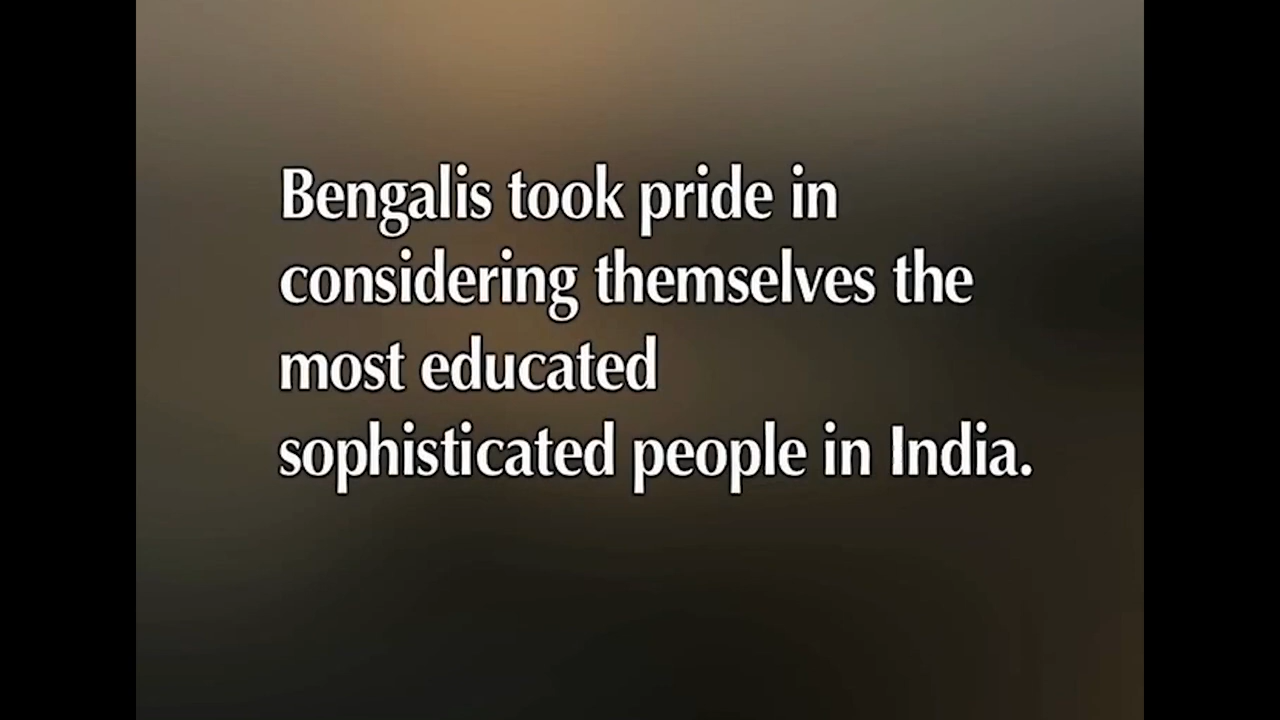 Bengalis took pride in
considering themselves the
most educated
sophisticated people in India.